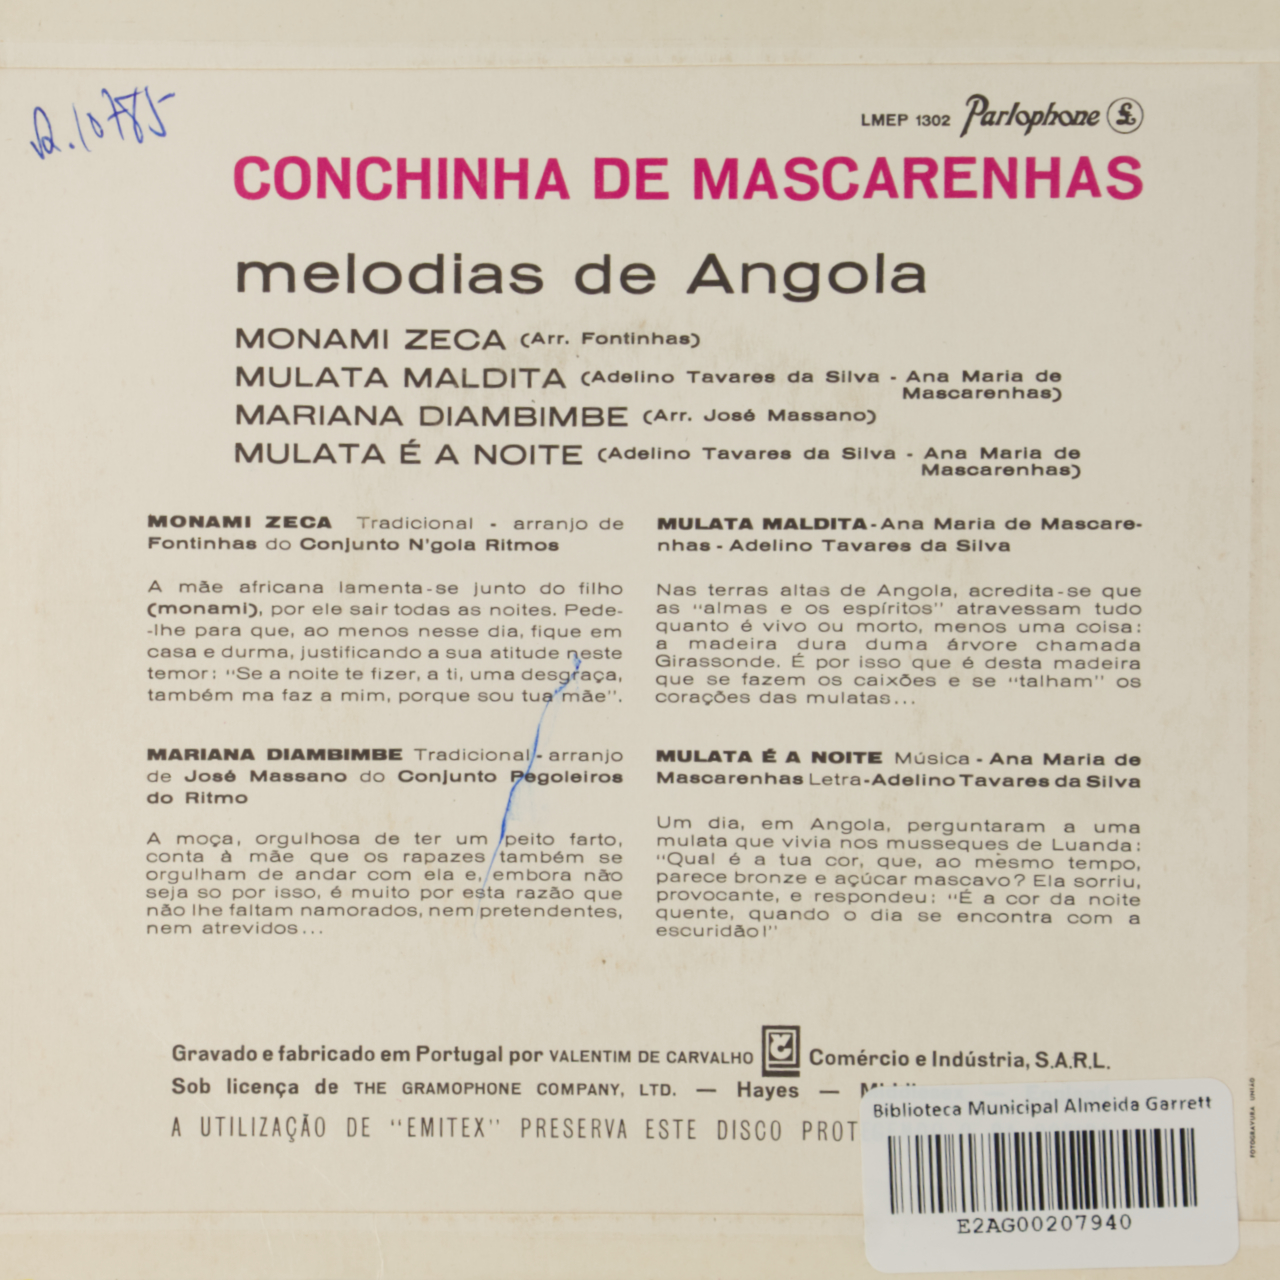 LMEP 1302 Parlophone £
CONCHINHA DE MASCARENHAS
melodias de Angola
MONAMI ZECA (Arr. Fontinhas)
MULATA MALDITA (Adelino Tavares da Silva - Ana Maria de
Mascarenhas)
MARIANA DIAMBIMBE (Arr. José Massano)
MULATA É A NOITE (Adelino Tavares da Silva - Ana Maria de
Mascarenhas)
MONAMI ZECA Tradicional - arranjo de
Fontinhas do Conjunto N'gola Ritmos
A mãe africana lamenta-se junto do filho
(monami), por ele sair todas as noites. Pede-
-lhe para que, ao menos nesse dia, fique em
casa e durma, justificando a sua atitude neste
temor: "Se a noite te fizer, a ti, uma desgraça,
também ma faz a mim, porque sou tua mãe".
MARIANA DIAMBIMBE Tradicional - arranjo
de José Massano do Conjunto Pegoleiros
do Ritmo
A moça, orgulhosa de ter um peito farto,
conta à mãe que os rapazes também se
orgulham de andar com ela e, embora não
seja so por isso, é muito por esta razão que
não lhe faltam namorados, nem pretendentes,
nem atrevidos...
MULATA MALDITA - Ana Maria de Mascare-
nhas - Adelino Tavares da Silva
Nas terras altas de Angola, acredita-se que
as "almas e os espíritos" atravessam tudo
quanto é vivo ou morto, menos uma coisa:
a madeira dura duma árvore chamada
Girassonde. É por isso que é desta madeira
que se fazem os caixões e se "talham" os
corações das mulatas...
MULATA É A NOITE Música - Ana Maria de
Mascarenhas Letra - Adelino Tavares da Silva
Um dia, em Angola, perguntaram a uma
mulata que vivia nos musseques de Luanda:
"Qual é a tua cor, que, ao mesmo tempo,
parece bronze e açúcar mascavo? Ela sorriu,
provocante, e respondeu: "É a cor da noite
quente, quando o dia se encontra com a
escuridão!"
Gravado e fabricado em Portugal por VALENTIM DE CARVALHO Comércio e Indústria, S.A.R.L.
Sob licença de THE GRAMOPHONE COMPANY, LTD. — Hayes —
A UTILIZAÇÃO DE "EMITEX" PRESERVA ESTE DISCO PROT
Biblioteca Municipal Almeida Garrett
E2AG00207940
FOTOGRAVURA UNIÃO